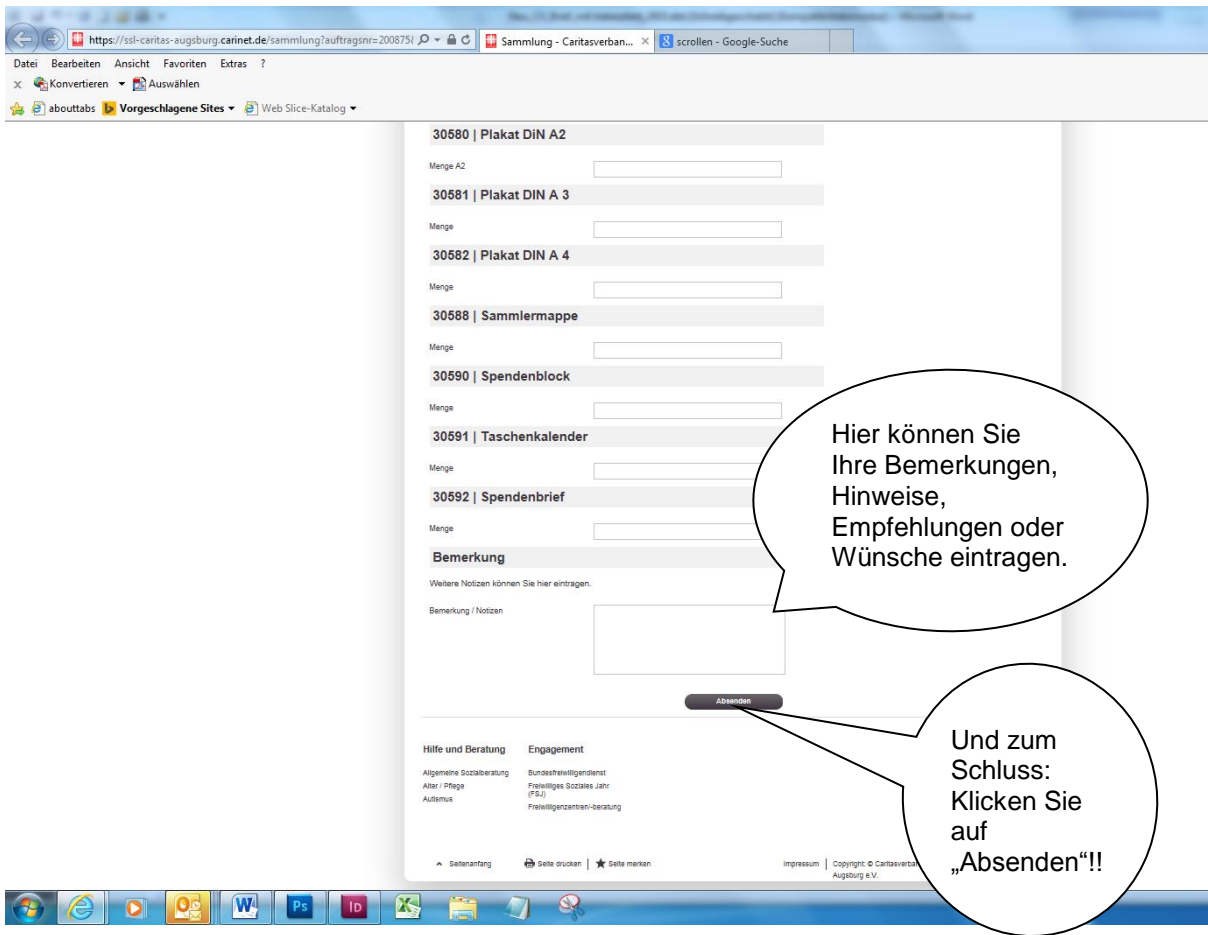 https://ssl-caritas-augsburg.carinet.de/sammlung?auftragsnr=200875
Sammlung - Caritasverban...
scrollen - Google-Suche
Datei Bearbeiten Ansicht Favoriten Extras ?
x Konvertieren Auswählen
abouttabs Vorgeschlagene Sites Web Slice-Katalog
30580 | Plakat DiN A2
Menge A2
30581 | Plakat DIN A 3
Menge
30582 | Plakat DIN A 4
Menge
30588 | Sammlermappe
Menge
30590 | Spendenblock
Menge
30591 | Taschenkalender
Menge
30592 | Spendenbrief
Menge
Bemerkung
Weitere Notizen können Sie hier eintragen.
Bemerkung / Notizen
Absenden
Hier können Sie
Ihre Bemerkungen,
Hinweise,
Empfehlungen oder
Wünsche eintragen.
Und zum
Schluss:
Klicken Sie
auf
„Absenden“!!
Hilfe und Beratung
Allgemeine Sozialberatung
Alter / Pflege
Autismus
Engagement
Bundesfreiwilligendienst
Freiwilliges Soziales Jahr
(FSJ)
Freiwilligenzentren/-beratung
Seitenanfang
Seite drucken | Seite merken
Impressum | Copyright: © Caritasverban
Augsburg e.V.
W
Ps
Id